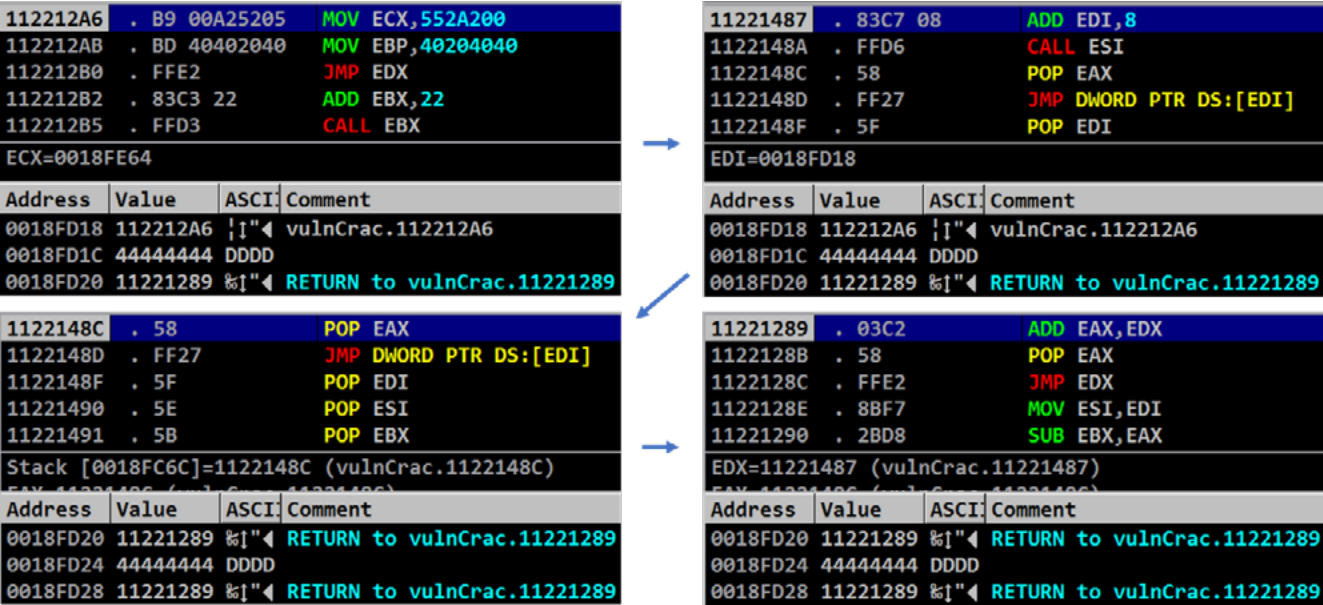 112212A6 . B9 00A25205 MOV ECX,552A200
112212AB . BD 40402040 MOV EBP,40204040
112212B0 . FFE2 JMP EDX
112212B2 . 83C3 22 ADD EBX,22
112212B5 . FFD3 CALL EBX
ECX=0018FE64
Address Value ASCII Comment
0018FD18 112212A6 ¦↕"◄ vulnCrac.112212A6
0018FD1C 44444444 DDDD
0018FD20 11221289 ‰↕"◄ RETURN to vulnCrac.11221289
11221487 . 83C7 08 ADD EDI,8
1122148A . FFD6 CALL ESI
1122148C . 58 POP EAX
1122148D . FF27 JMP DWORD PTR DS:[EDI]
1122148F . 5F POP EDI
EDI=0018FD18
Address Value ASCII Comment
0018FD18 112212A6 ¦↕"◄ vulnCrac.112212A6
0018FD1C 44444444 DDDD
0018FD20 11221289 ‰↕"◄ RETURN to vulnCrac.11221289
1122148C . 58 POP EAX
1122148D . FF27 JMP DWORD PTR DS:[EDI]
1122148F . 5F POP EDI
11221490 . 5E POP ESI
11221491 . 5B POP EBX
Stack [0018FC6C]=1122148C (vulnCrac.1122148C)
Address Value ASCII Comment
0018FD20 11221289 ‰↕"◄ RETURN to vulnCrac.11221289
0018FD24 44444444 DDDD
0018FD28 11221289 ‰↕"◄ RETURN to vulnCrac.11221289
11221289 . 03C2 ADD EAX,EDX
1122128B . 58 POP EAX
1122128C . FFE2 JMP EDX
1122128E . 8BF7 MOV ESI,EDI
11221290 . 2BD8 SUB EBX,EAX
EDX=11221487 (vulnCrac.11221487)
Address Value ASCII Comment
0018FD20 11221289 ‰↕"◄ RETURN to vulnCrac.11221289
0018FD24 44444444 DDDD
0018FD28 11221289 ‰↕"◄ RETURN to vulnCrac.11221289